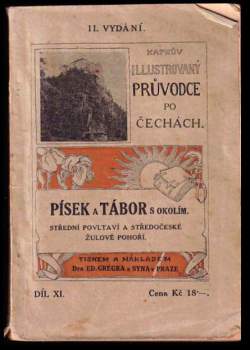 II. VYDÁNÍ.
KAFKŮV
ILLUSTROVANÝ
PRŮVODCE
PO
ČECHÁCH.
PÍSEK A TÁBOR S OKOLÍM.
STŘEDNÍ POVLTAVÍ A STŘEDOČESKÉ
ŽULOVÉ POHOŘÍ.
TISKEM A NÁKLADEM
Dra ED. GRÉGRA a SYNA v PRAZE
DÍL XI.
Cena Kč 18·—.